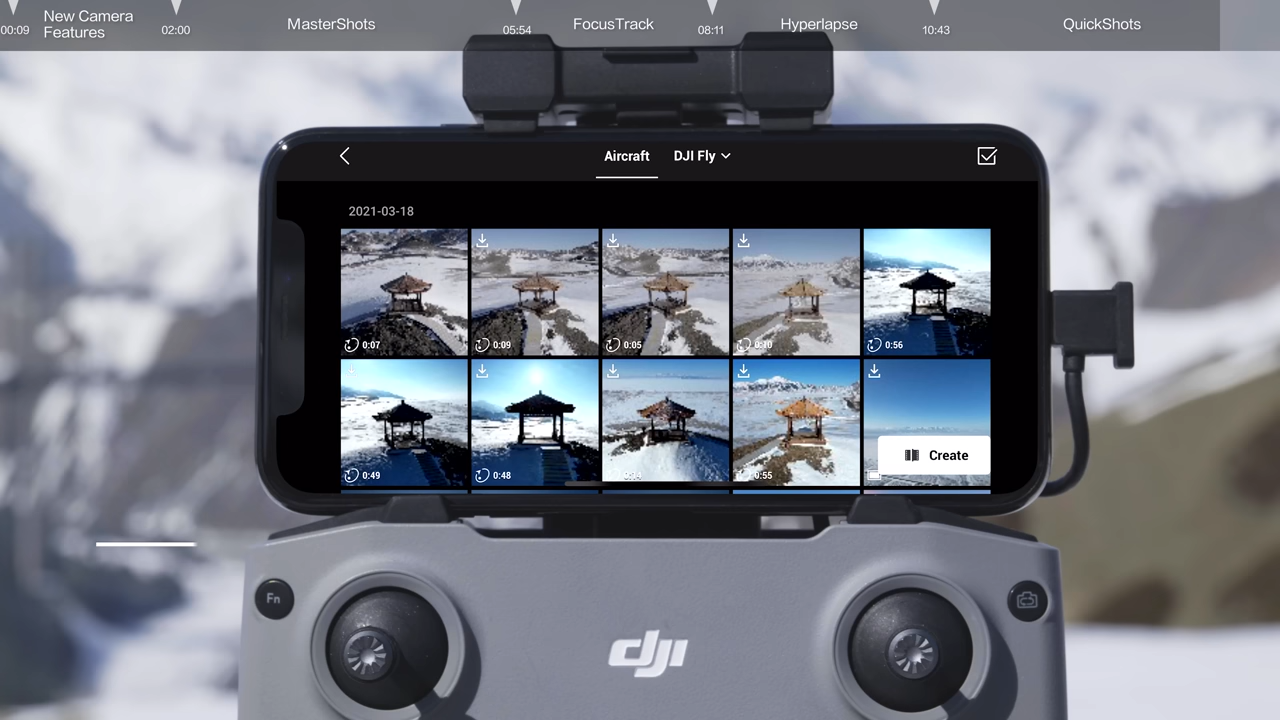 New Camera
Features
MasterShots
FocusTrack
Hyperlapse
QuickShots
00:09
02:00
05:54
08:11
10:43
Aircraft
DJI Fly
2021-03-18
0:07
0:09
0:05
0:10
0:56
0:49
0:48
0:55
Create
Fn
dji